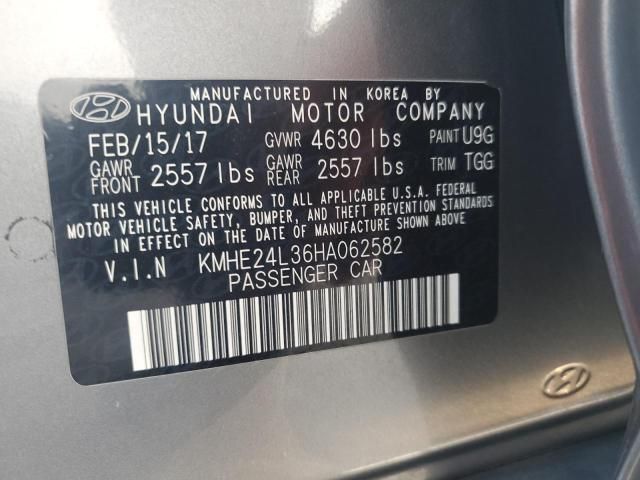 MANUFACTURED IN KOREA BY
HYUNDAI MOTOR COMPANY
FEB/15/17 GVWR 4630 lbs PAINT U9G
GAWR FRONT 2557 lbs GAWR REAR 2557 lbs TRIM TGG
THIS VEHICLE CONFORMS TO ALL APPLICABLE U.S.A. FEDERAL
MOTOR VEHICLE SAFETY, BUMPER, AND THEFT PREVENTION STANDARDS
IN EFFECT ON THE DATE OF MANUFACTURE SHOWN ABOVE.
V.I.N KMHE24L36HA062582
PASSENGER CAR